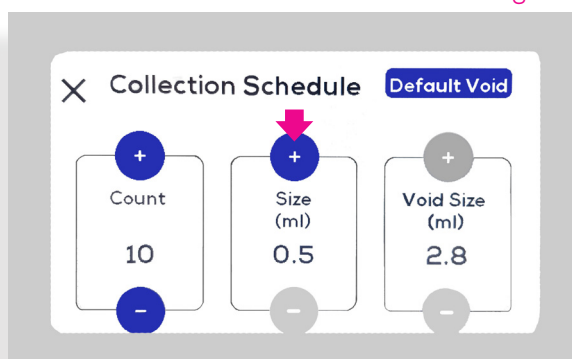 Collection Schedule
Default Void
+
+
+
Count
Size
(ml)
Void Size
(ml)
10
0.5
2.8
-
-
-